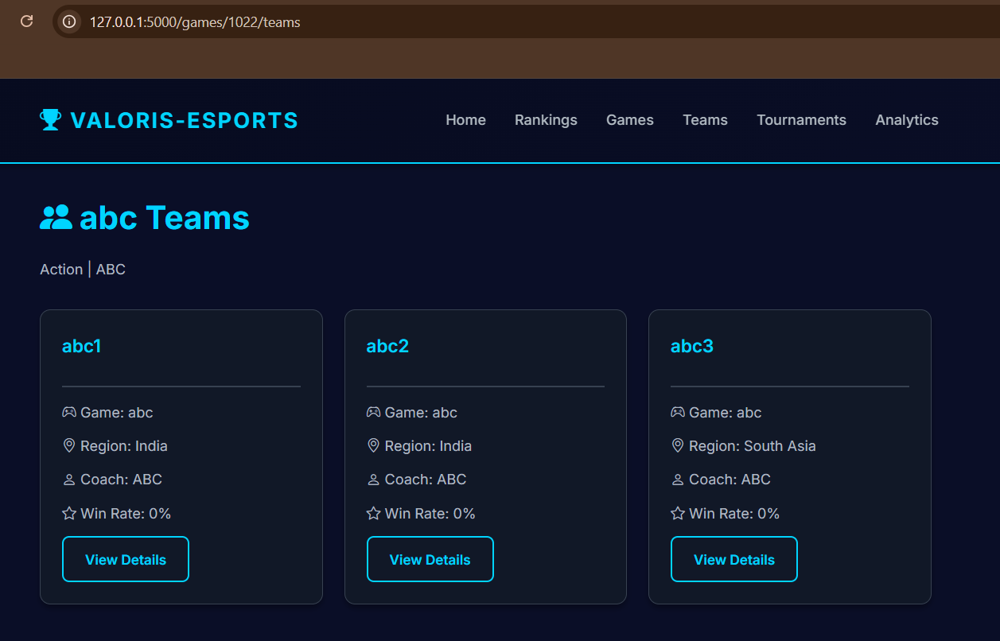 127.0.0.1:5000/games/1022/teams
VALORIS-ESPORTS
Home Rankings Games Teams Tournaments Analytics
abc Teams
Action | ABC
abc1
Game: abc
Region: India
Coach: ABC
Win Rate: 0%
View Details
abc2
Game: abc
Region: India
Coach: ABC
Win Rate: 0%
View Details
abc3
Game: abc
Region: South Asia
Coach: ABC
Win Rate: 0%
View Details